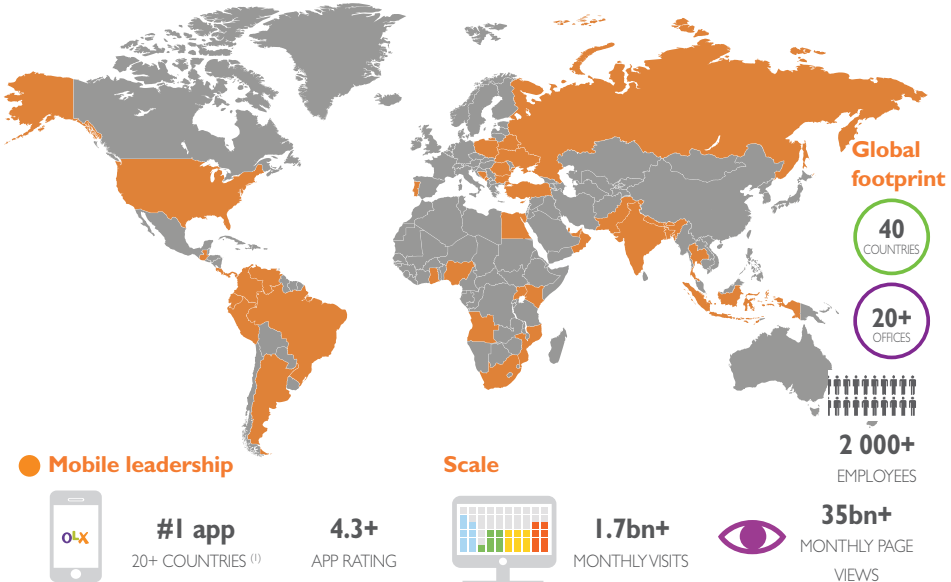 Global
footprint
40
COUNTRIES
20+
OFFICES
2 000+
EMPLOYEES
Mobile leadership
OLX
#1 app
20+ COUNTRIES (1)
4.3+
APP RATING
Scale
1.7bn+
MONTHLY VISITS
35bn+
MONTHLY PAGE
VIEWS